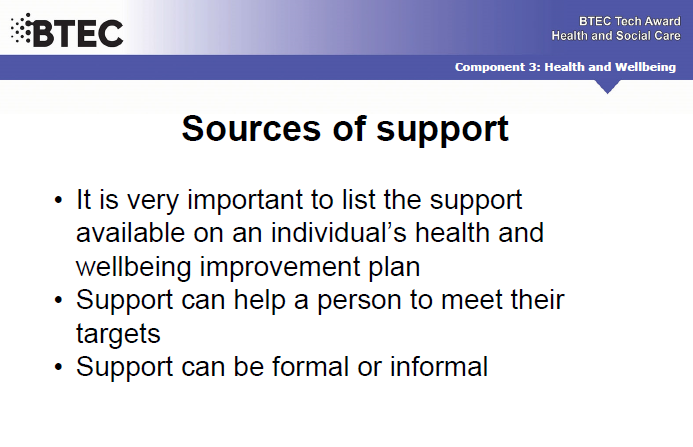 BTEC
BTEC Tech Award
Health and Social Care
Component 3: Health and Wellbeing
Sources of support
• It is very important to list the support
available on an individual’s health and
wellbeing improvement plan
• Support can help a person to meet their
targets
• Support can be formal or informal